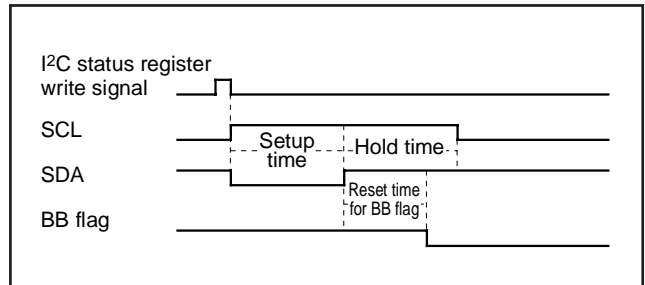 I²C status register
write signal
SCL
Setup
time
Hold time
SDA
Reset time
for BB flag
BB flag